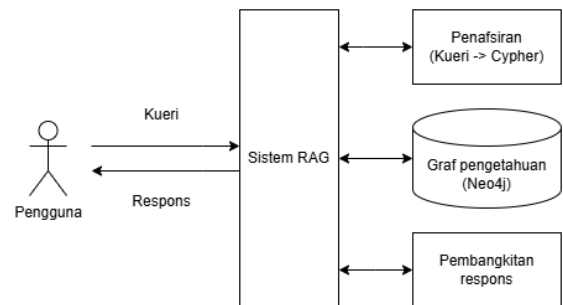 Kueri
Respons
Pengguna
Sistem RAG
Penafsiran
(Kueri -> Cypher)
Graf pengetahuan
(Neo4j)
Pembangkitan
respons